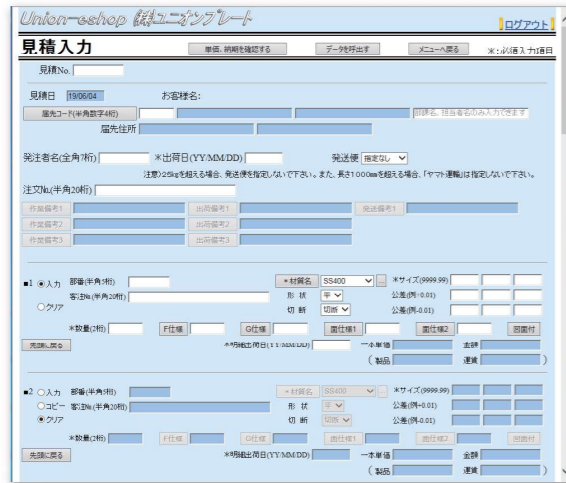 Union-eshop ㈱ユニオンプレート
ログアウト
見積入力 単価、納期を確認する データを呼出す メニューへ戻る ※:必須入力項目
見積No.
見積日 19/06/04 お客様名:
届先コード(半角数字4桁) 部課名、担当者名のみ入力できます
届先住所
発注者名(全角7桁) ※出荷日(YY/MM/DD) 発送便 指定なし
注意)25kgを超える場合、発送便を指定しないで下さい。また、長さ1000mmを超える場合、「ヤマト運輸」は指定しないで下さい。
注文No.(半角20桁)
作業備考1 出荷備考1 発送備考1
作業備考2 出荷備考2
作業備考3 出荷備考3
■1 入力 部番(半角5桁) *材質名 SS400 ... ※サイズ(9999.99)
客注No.(半角20桁) 形 状 平 公差(例+0.01)
クリア 切 断 切断 公差(例-0.01)
※数量(2桁) F仕様 G仕様 面仕様1 面仕様2 図面付
先頭に戻る ※明細出荷日(YY/MM/DD) 一本単価 金額
(製品 運賃 )
■2 入力 部番(半角5桁) *材質名 SS400 ... ※サイズ(9999.99)
コピー 客注No.(半角20桁) 形 状 平 公差(例+0.01)
クリア 切 断 切断 公差(例-0.01)
※数量(2桁) F仕様 G仕様 面仕様1 面仕様2 図面付
先頭に戻る ※明細出荷日(YY/MM/DD) 一本単価 金額
(製品 運賃 )